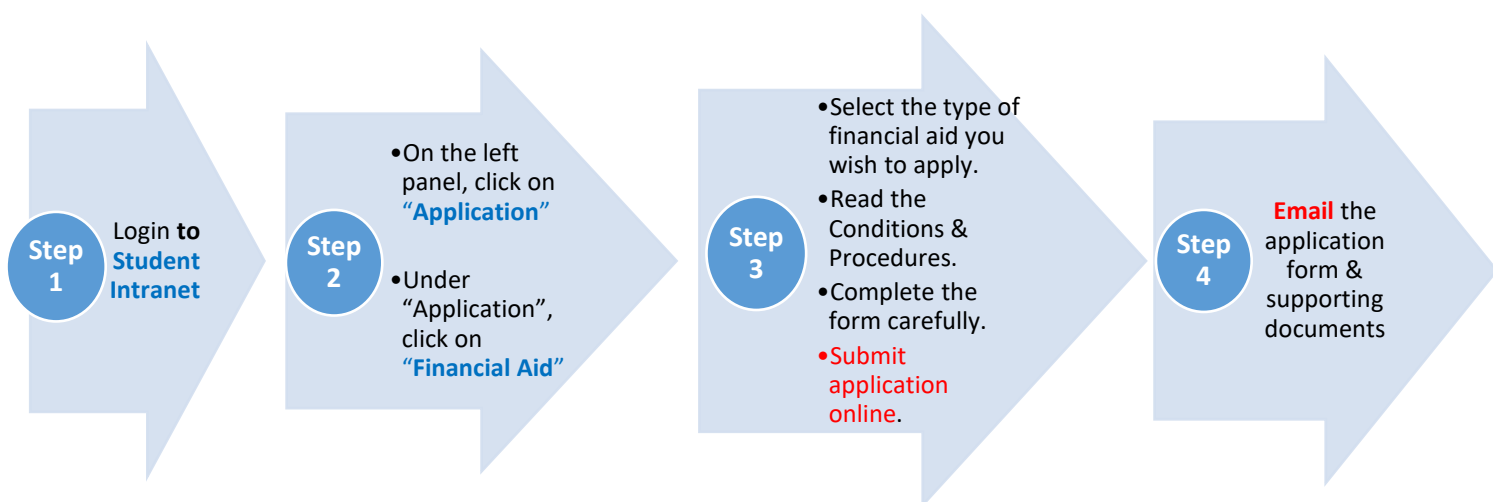 Step
1
Login to
Student
Intranet
Step
2
•On the left
panel, click on
“Application”
•Under
“Application”,
click on
“Financial Aid”
Step
3
•Select the type of
financial aid you
wish to apply.
•Read the
Conditions &
Procedures.
•Complete the
form carefully.
•Submit
application
online.
Step
4
Email the
application
form &
supporting
documents